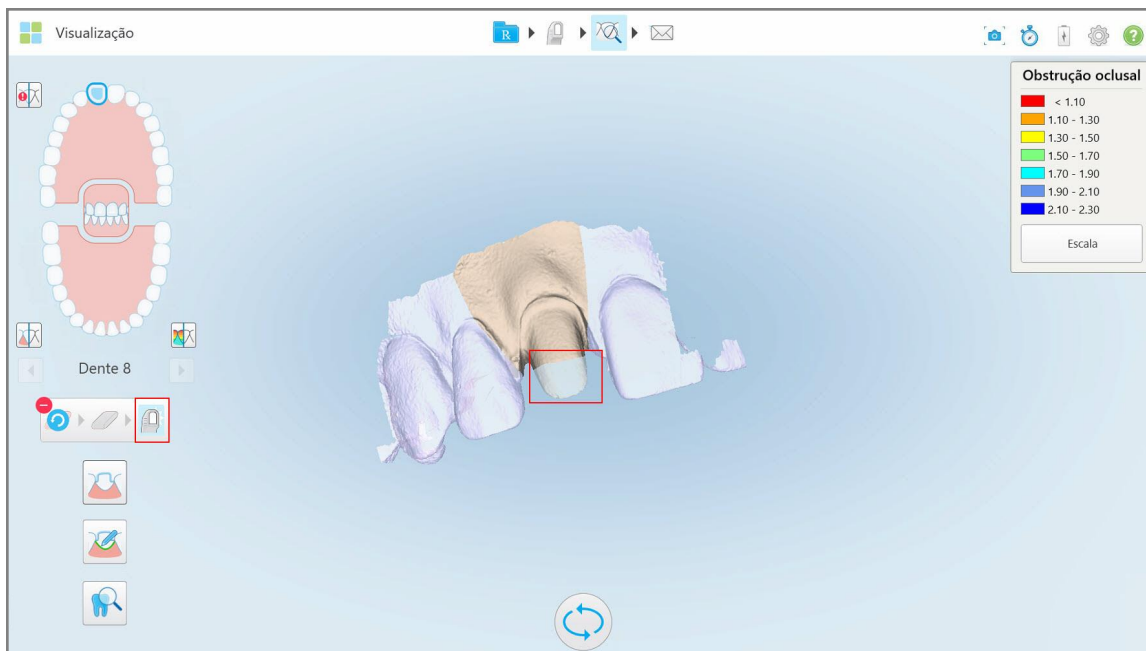 Visualização
R
?
Obstrução oclusal
< 1.10
1.10 - 1.30
1.30 - 1.50
1.50 - 1.70
1.70 - 1.90
1.90 - 2.10
2.10 - 2.30
Escala
Dente 8